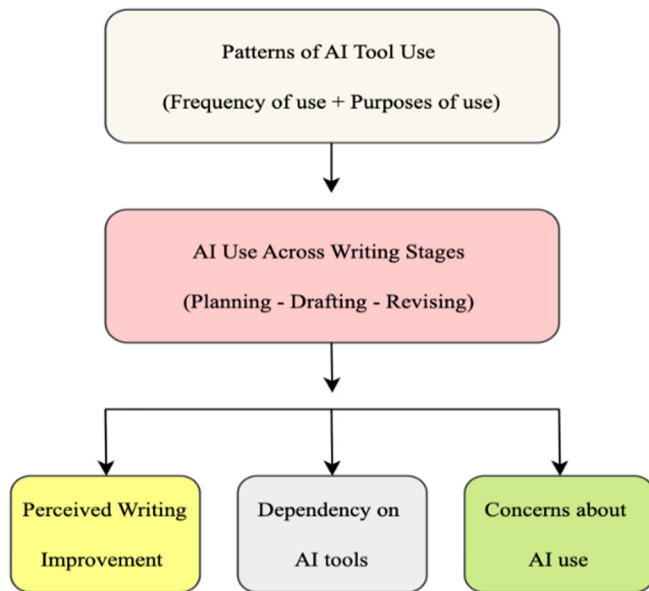 Patterns of AI Tool Use
(Frequency of use + Purposes of use)
AI Use Across Writing Stages
(Planning - Drafting - Revising)
Perceived Writing
Improvement
Dependency on
AI tools
Concerns about
AI use